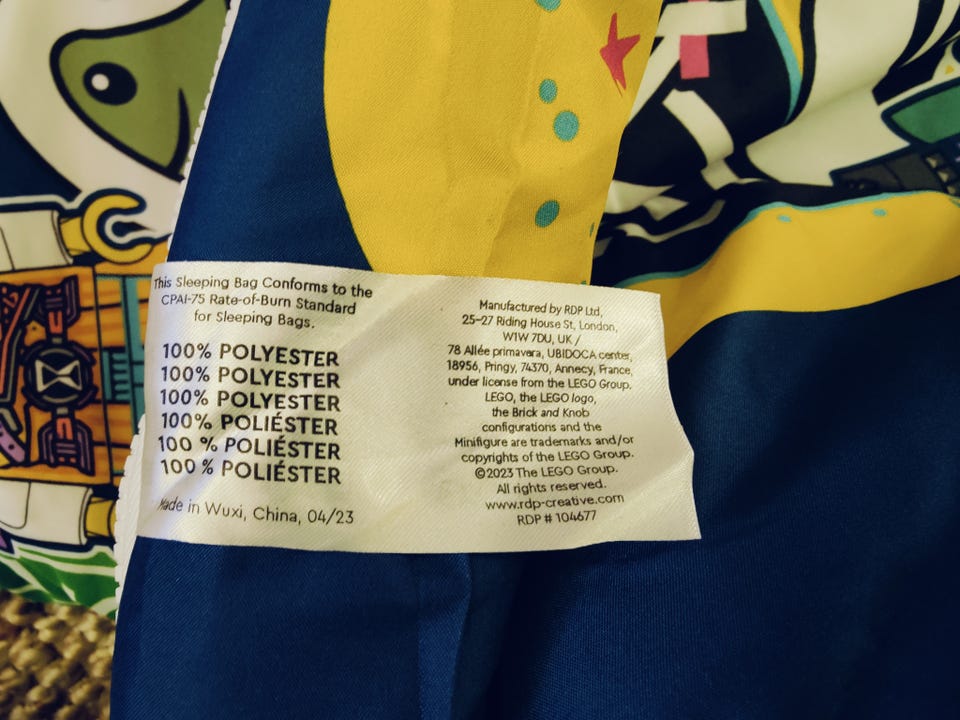 This Sleeping Bag Conforms to the
CPAI-75 Rate-of-Burn Standard
for Sleeping Bags.
100% POLYESTER
100% POLYESTER
100% POLYESTER
100% POLIÉSTER
100 % POLIÉSTER
100 % POLIÉSTER
Made in Wuxi, China, 04/23
Manufactured by RDP Ltd,
25-27 Riding House St, London,
W1W 7DU, UK /
78 Allée primavera, UBIDOCA center,
18956, Pringy, 74370, Annecy, France,
under license from the LEGO Group.
LEGO, the LEGO logo,
the Brick and Knob
configurations and the
Minifigure are trademarks and/or
copyrights of the LEGO Group.
©2023 The LEGO Group.
All rights reserved.
www.rdp-creative.com
RDP # 104677